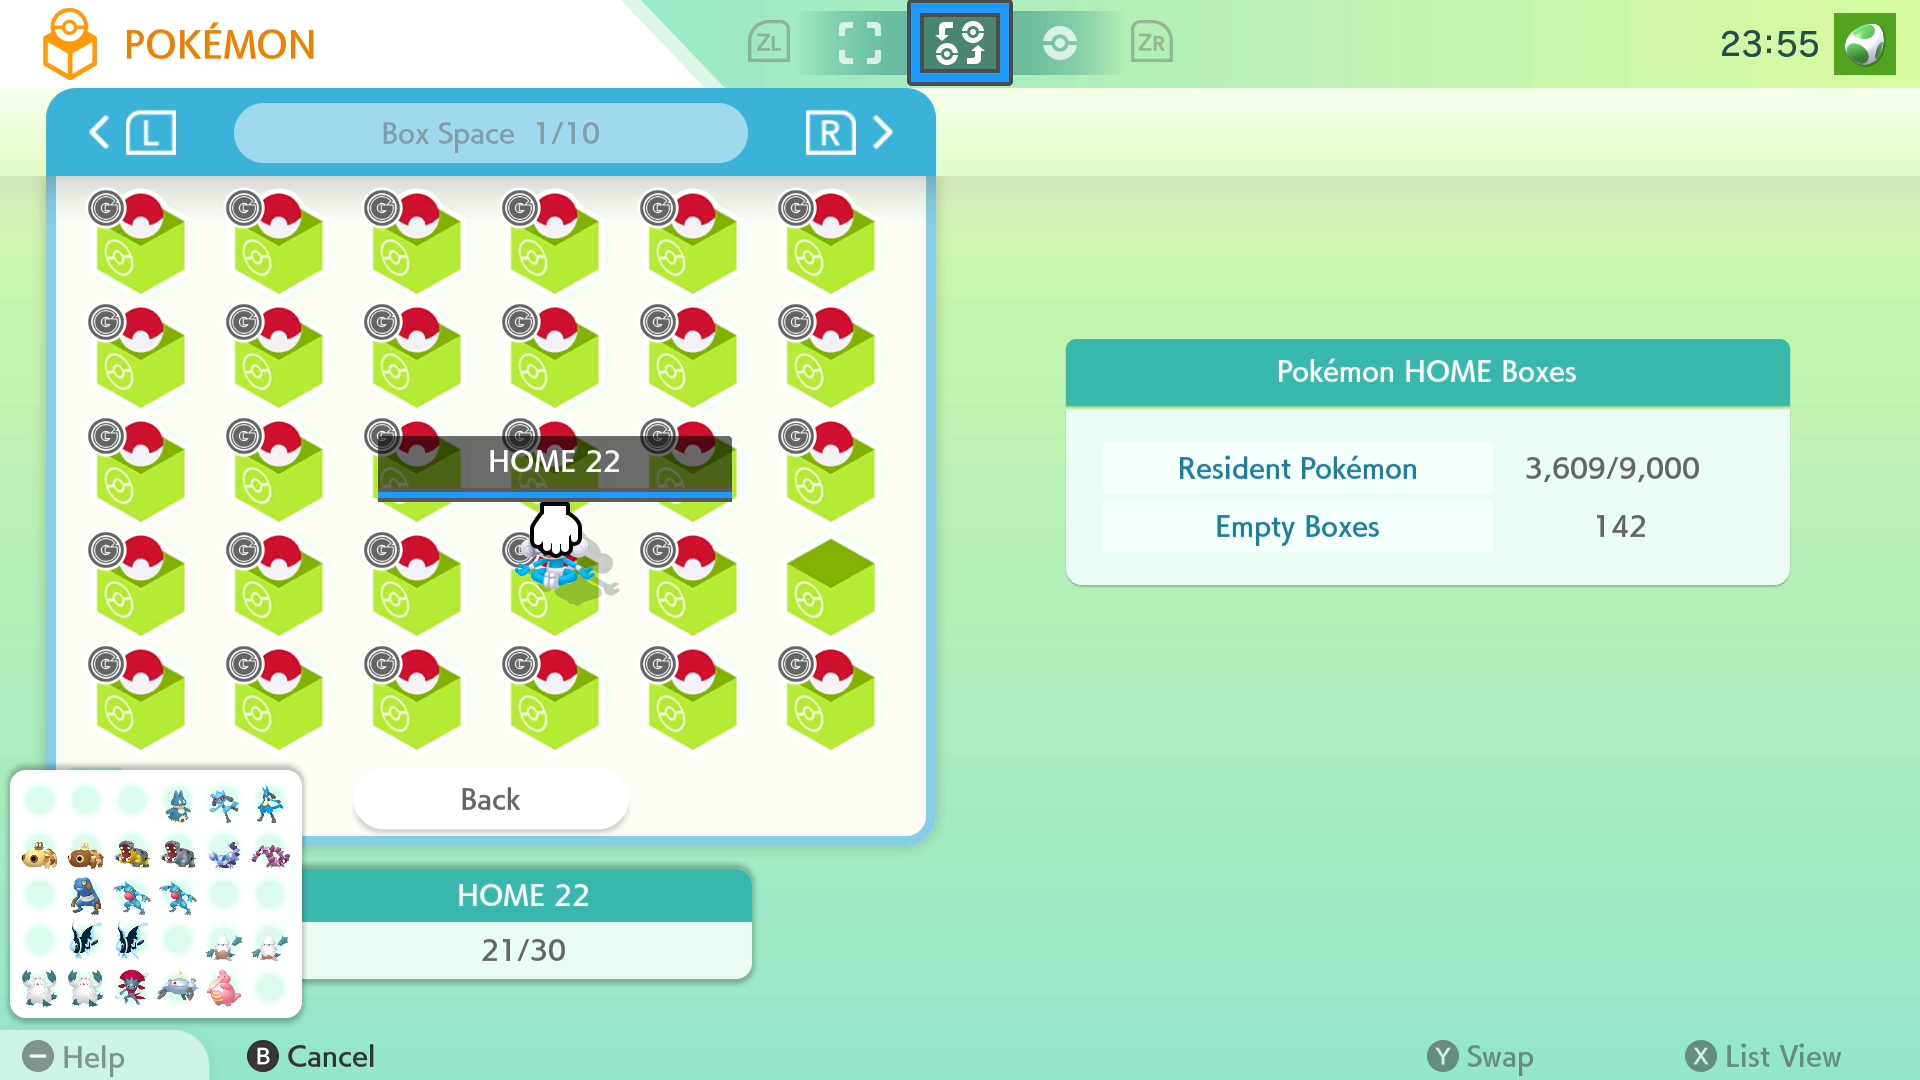 POKÉMON
ZL
ZR
23:55
L
Box Space 1/10
R
HOME 22
Pokémon HOME Boxes
Resident Pokémon 3,609/9,000
Empty Boxes 142
Back
HOME 22
21/30
Help
B Cancel
Y Swap
X List View